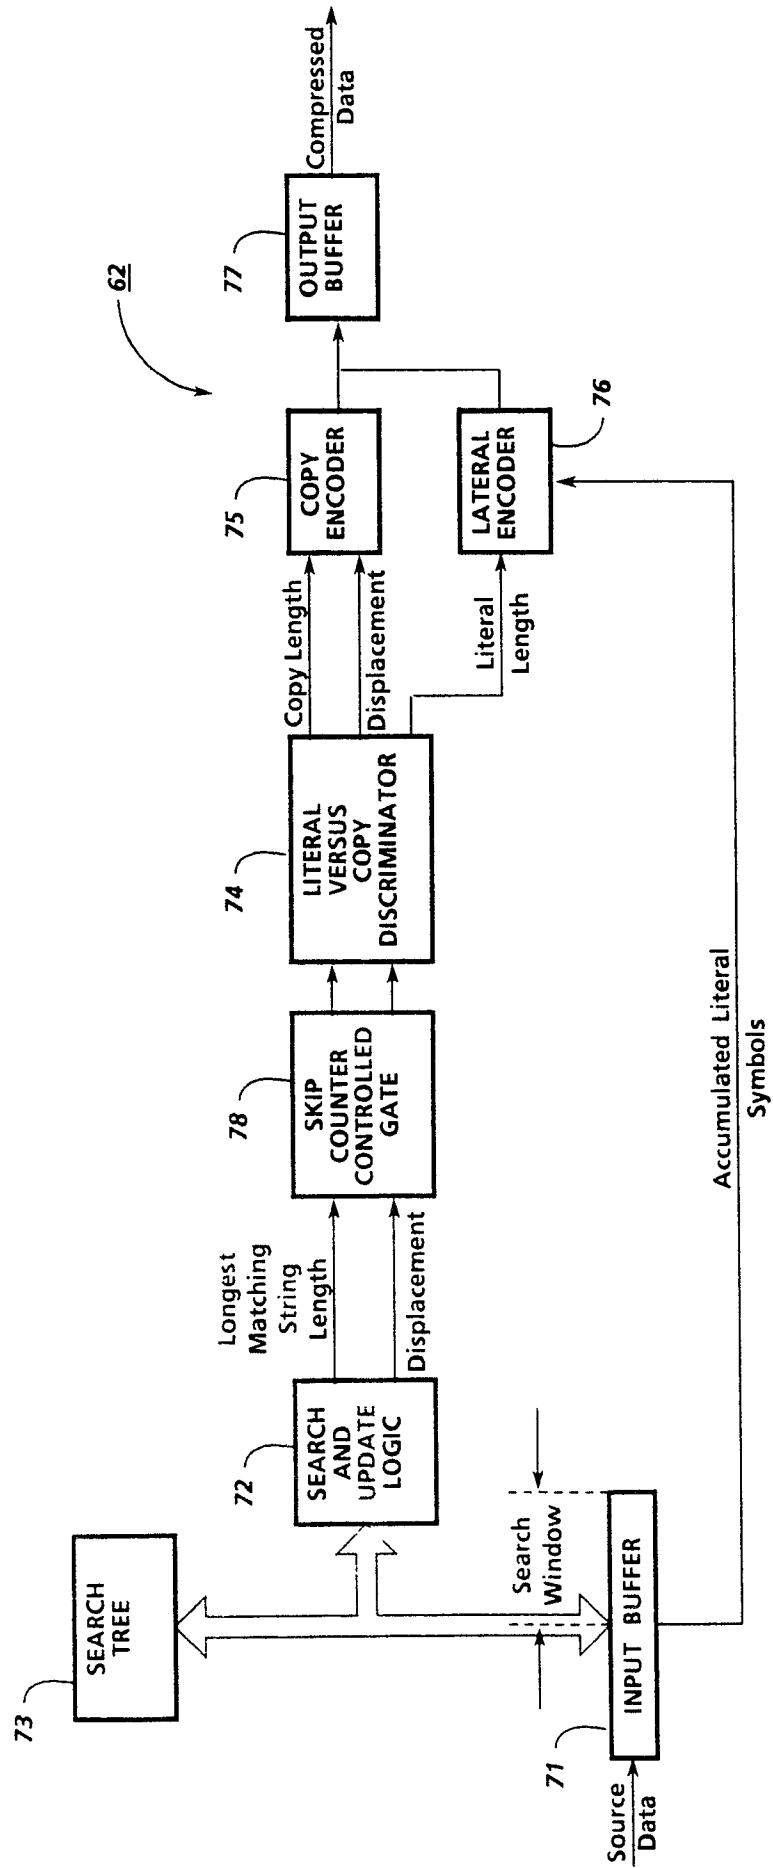 62
73
SEARCH
TREE
72
SEARCH
AND
UPDATE
LOGIC
Longest
Matching
String
Length
Displacement
78
SKIP
COUNTER
CONTROLLED
GATE
74
LITERAL
VERSUS
COPY
DISCRIMINATOR
Copy Length
Displacement
75
COPY
ENCODER
77
OUTPUT
BUFFER
Compressed
Data
Literal
Length
LATERAL
ENCODER
76
Search
Window
71
INPUT BUFFER
Source
Data
Accumulated Literal
Symbols